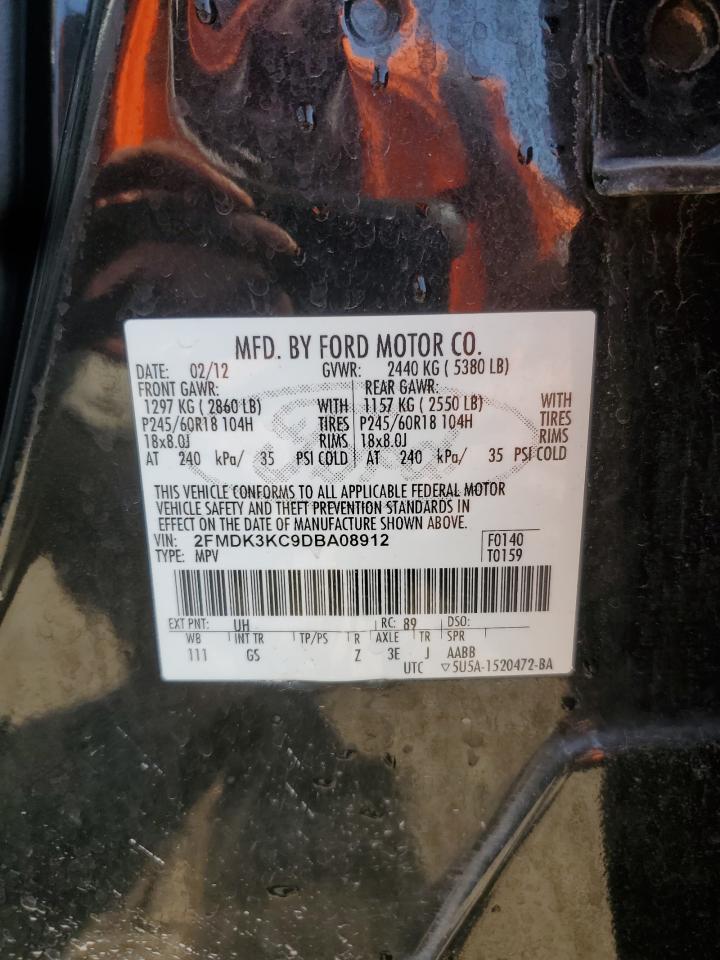 MFD. BY FORD MOTOR CO.
DATE: 02/12 GVWR: 2440 KG ( 5380 LB)
FRONT GAWR: REAR GAWR:
1297 KG ( 2860 LB) WITH 1157 KG ( 2550 LB) WITH
P245/60R18 104H TIRES P245/60R18 104H TIRES
18x8.0J RIMS 18x8.0J RIMS
AT 240 kPa/ 35 PSI COLD AT 240 kPa/ 35 PSI COLD
THIS VEHICLE CONFORMS TO ALL APPLICABLE FEDERAL MOTOR
VEHICLE SAFETY AND THEFT PREVENTION STANDARDS IN
EFFECT ON THE DATE OF MANUFACTURE SHOWN ABOVE.
VIN: 2FMDK3KC9DBA08912 F0140
TYPE: MPV T0159
EXT PNT: UH RC: 89 DSO:
WB INT TR TP/PS R AXLE TR SPR
111 GS Z 3E J AABB
UTC ▽5U5A-1520472-BA